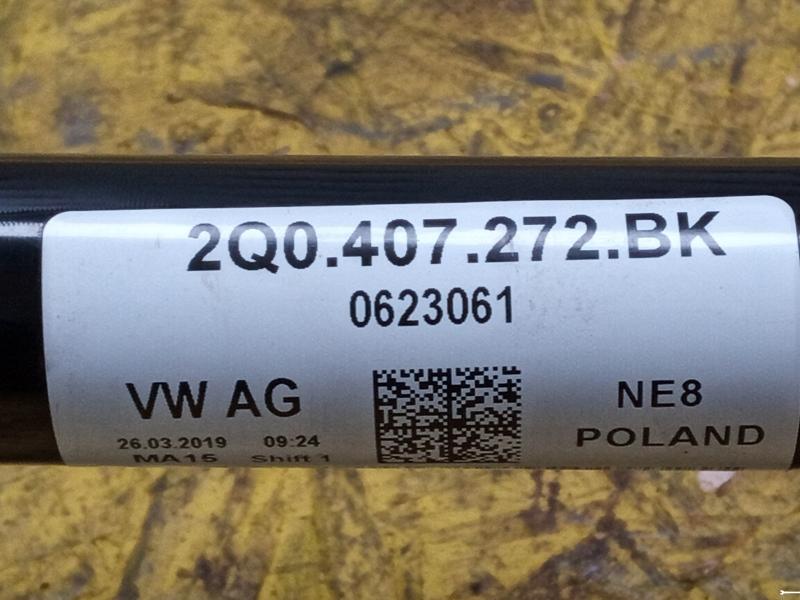 2Q0.407.272.BK
0623061
VW AG
NE8
26.03.2019 09:24
POLAND
MA15 Shift 1